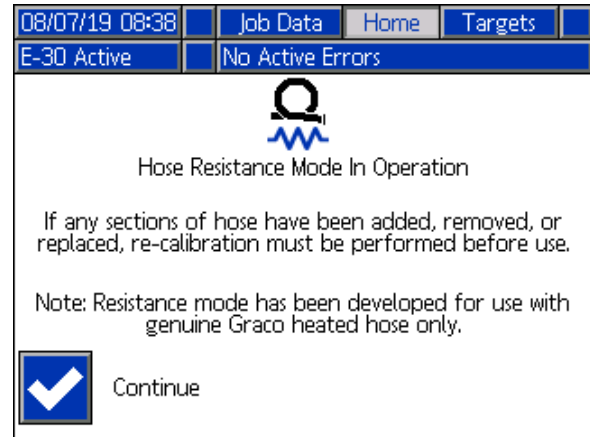 08/07/19 08:38 Job Data Home Targets
E-30 Active No Active Errors
Hose Resistance Mode In Operation
If any sections of hose have been added, removed, or
replaced, re-calibration must be performed before use.
Note: Resistance mode has been developed for use with
genuine Graco heated hose only.
Continue